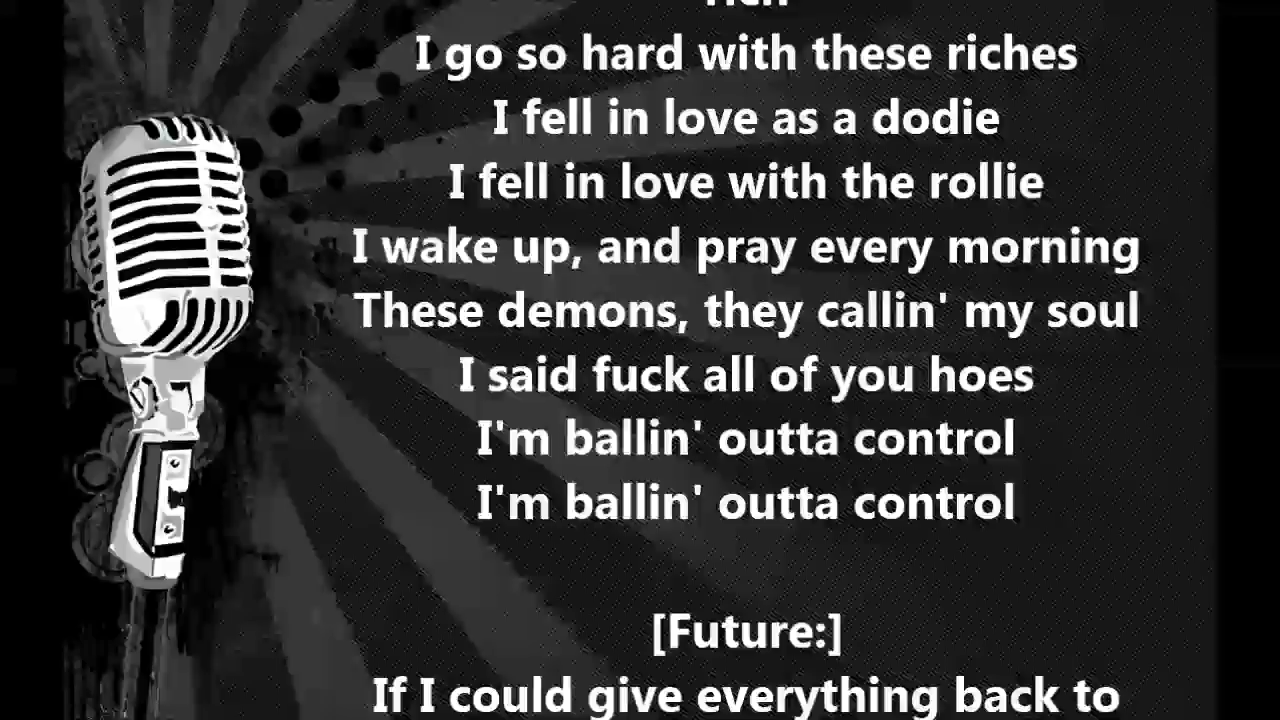 I go so hard with these riches
I fell in love as a dodie
I fell in love with the rollie
I wake up, and pray every morning
These demons, they callin' my soul
I said fuck all of you hoes
I'm ballin' outta control
I'm ballin' outta control
[Future:]
If I could give everything back to